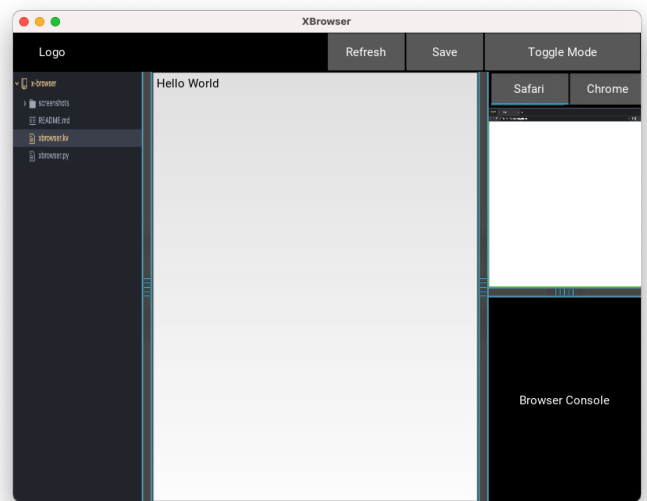 XBrowser
Logo
Refresh
Save
Toggle Mode
x-browser
screenshots
README.md
xbrowser.kv
xbrowser.py
Hello World
Safari
Chrome
Browser Console